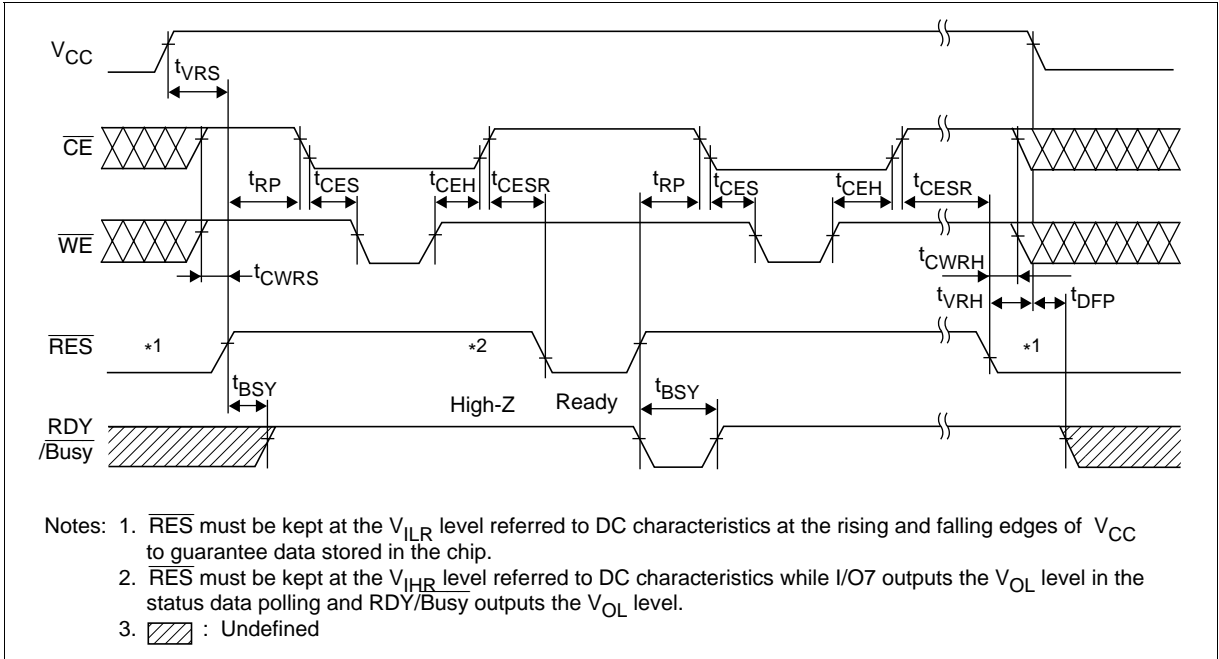 VCC
tVRS
CE
tRP tCES tCEH tCESR tRP tCES tCEH tCESR
WE
tCWRS tCWRH
tVRH tDFP
RES *1 *2 *1
tBSY tBSY
High-Z Ready
RDY
/Busy
Notes: 1. RES must be kept at the VILR level referred to DC characteristics at the rising and falling edges of VCC
to guarantee data stored in the chip.
2. RES must be kept at the VIHR level referred to DC characteristics while I/O7 outputs the VOL level in the
status data polling and RDY/Busy outputs the VOL level.
3. : Undefined